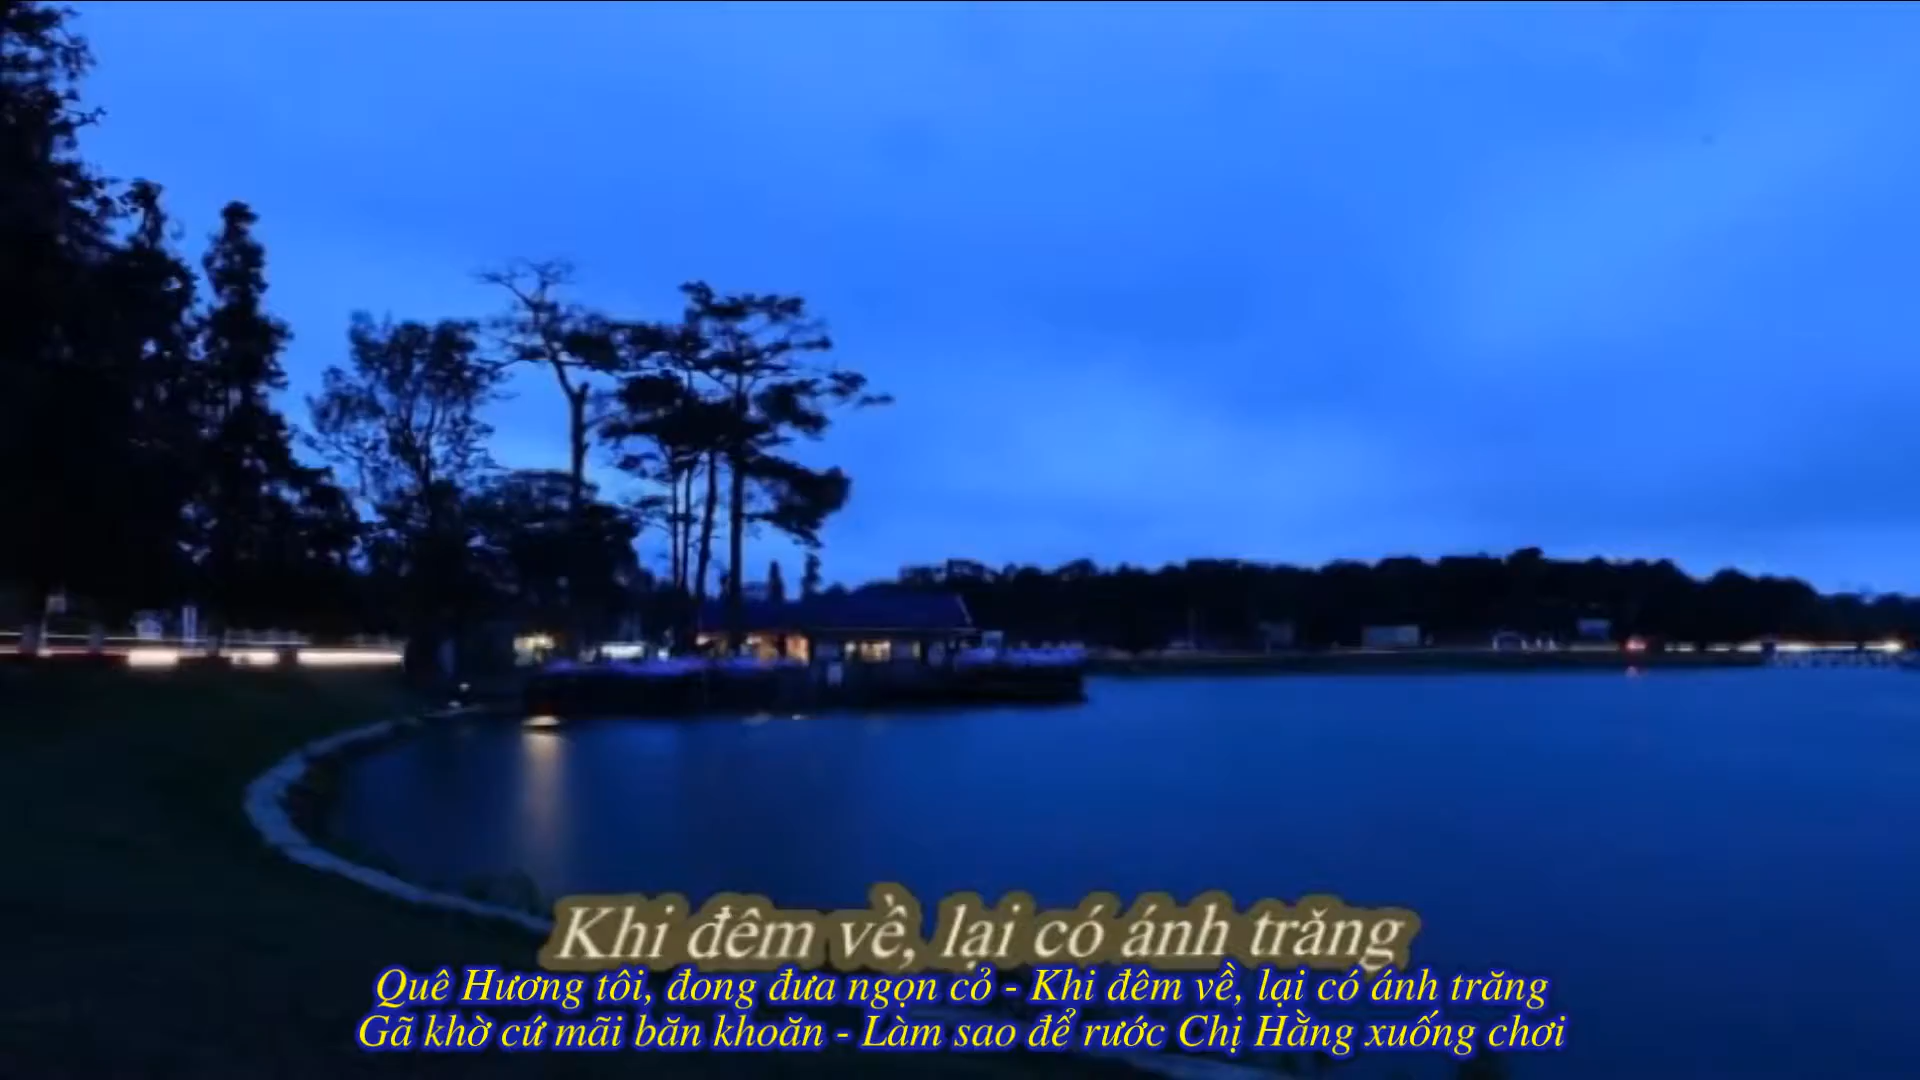 Khi đêm về, lại có ánh trăng
Quê Hương tôi, đong đưa ngọn cỏ - Khi đêm về, lại có ánh trăng
Gã khờ cứ mãi băn khoăn - Làm sao để rước Chị Hằng xuống chơi